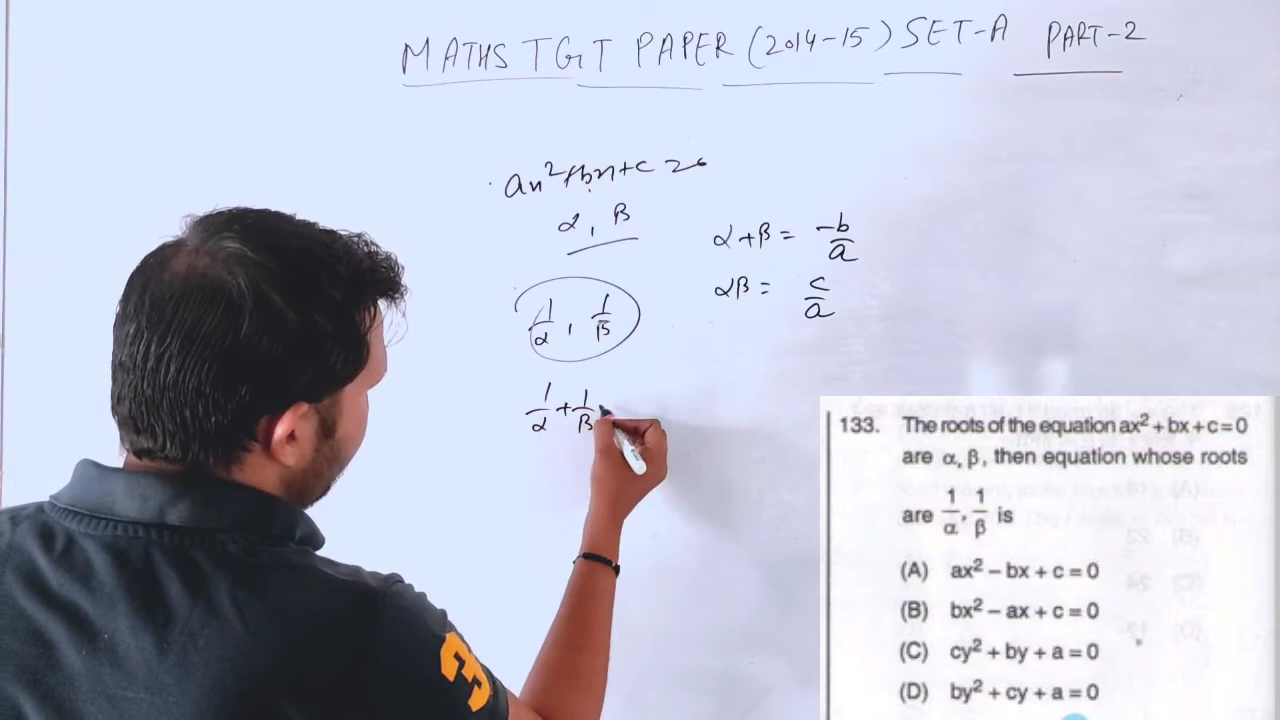 MATHS TGT PAPER (2014-15) SET-A PART-2
ax²+bx+c=0
α, β
α+β = -b/a
αβ = c/a
1/α, 1/β
1/α + 1/β
3
133. The roots of the equation ax² + bx + c = 0
are α, β, then equation whose roots
are 1/α, 1/β is
(A) ax² – bx + c = 0
(B) bx² – ax + c = 0
(C) cy² + by + a = 0
(D) by² + cy + a = 0